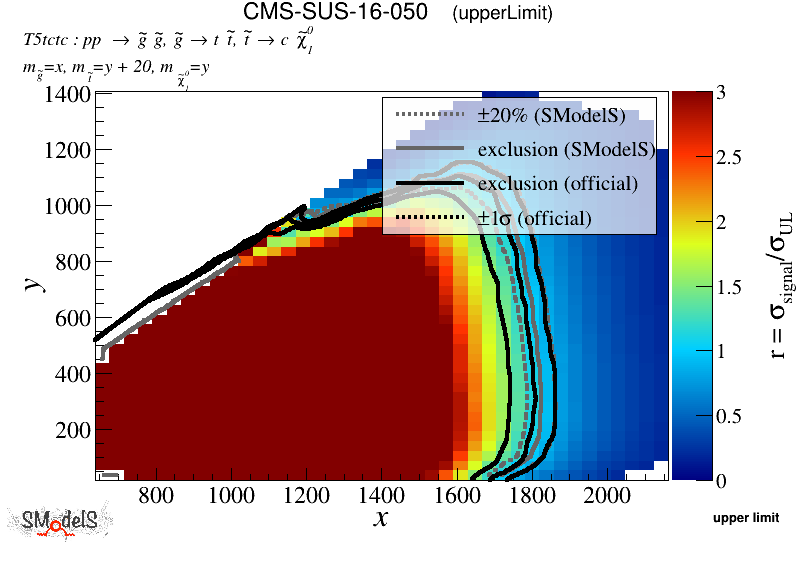 CMS-SUS-16-050 (upperLimit)
T5tctc : pp → g̃ g̃, g̃ → t t̃, t̃ → c χ̃⁰₁
m_g̃=x, m_t̃=y + 20, m_χ̃⁰₁=y
±20% (SModelS)
exclusion (SModelS)
exclusion (official)
±1σ (official)
1400
1200
1000
800
600
400
200
y
800 1000 1200 1400 1600 1800 2000
x
3
2.5
2
1.5
1
0.5
0
r = σ_signal/σ_UL
SModelS
upper limit